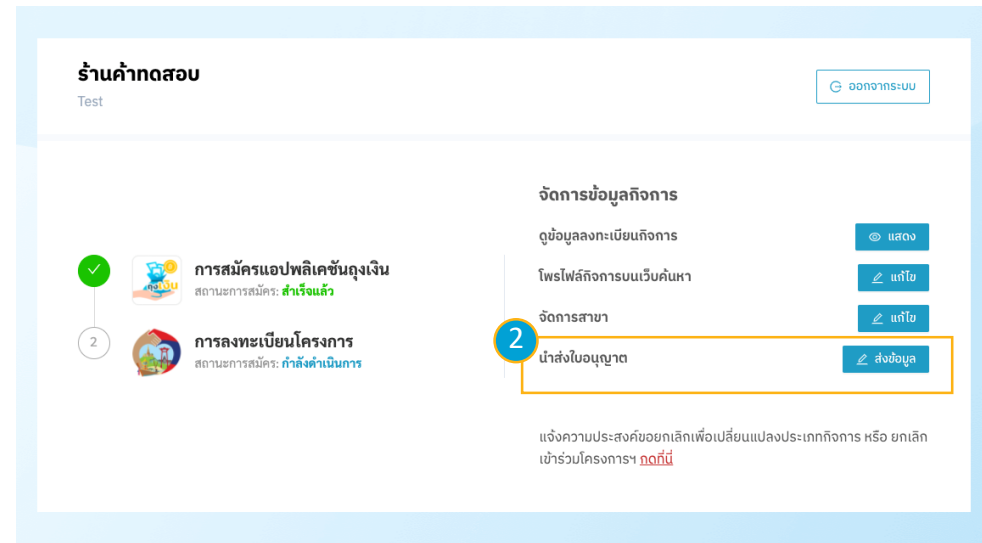 ร้านค้าทดสอบ
Test
ออกจากระบบ
จัดการข้อมูลกิจการ
ดูข้อมูลลงทะเบียนกิจการ
แสดง
โพรไฟล์กิจการบนเว็บค้นหา
แก้ไข
จัดการสาขา
แก้ไข
2
นำส่งใบอนุญาต
ส่งข้อมูล
แจ้งความประสงค์ขอยกเลิกเพื่อเปลี่ยนแปลงประเภทกิจการ หรือ ยกเลิก
เข้าร่วมโครงการฯ กดที่นี่
ถุงเงิน
การสมัครแอปพลิเคชันถุงเงิน
สถานะการสมัคร: สำเร็จแล้ว
2
การลงทะเบียนโครงการ
สถานะการสมัคร: กำลังดำเนินการ